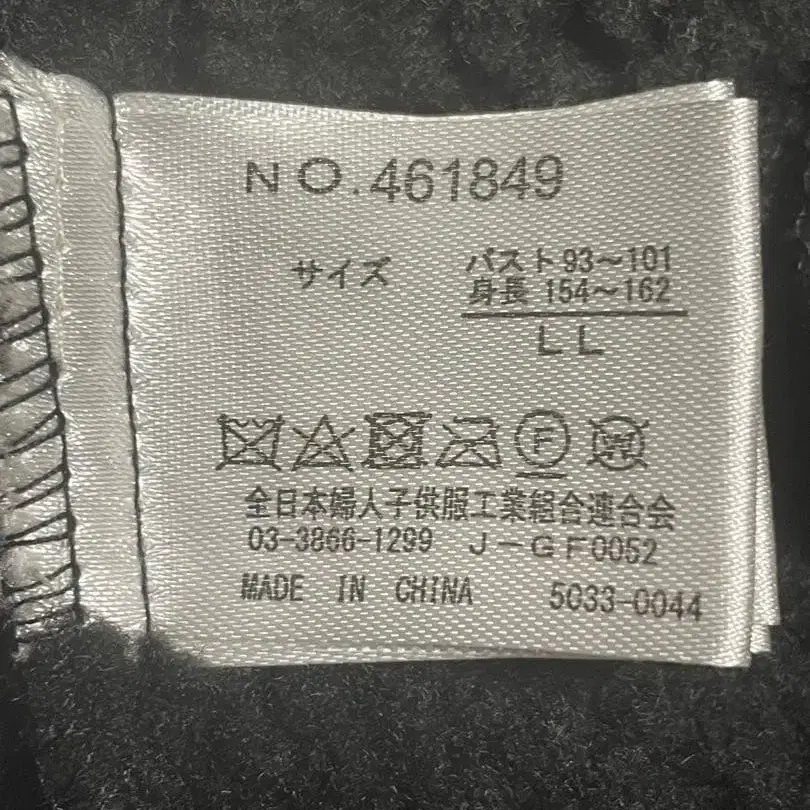 NO.461849
サイズ
バスト93～101
身長 154～162
LL
F W
全日本婦人子供服工業組合連合会
03-3866-1299 J-GF0052
MADE IN CHINA 5033-0044